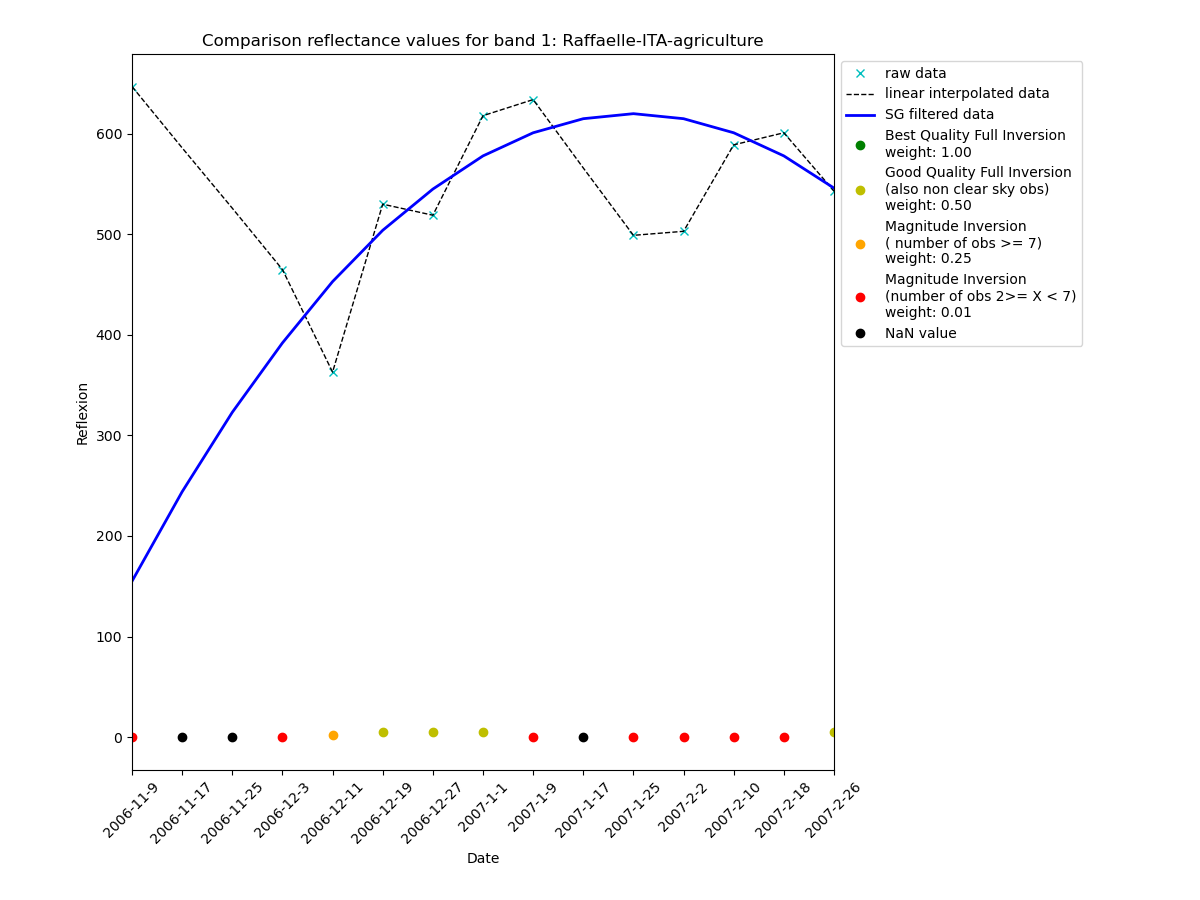 Comparison reflectance values for band 1: Raffaelle-ITA-agriculture
raw data
linear interpolated data
SG filtered data
Best Quality Full Inversion
weight: 1.00
Good Quality Full Inversion
(also non clear sky obs)
weight: 0.50
Magnitude Inversion
( number of obs >= 7)
weight: 0.25
Magnitude Inversion
(number of obs 2>= X < 7)
weight: 0.01
NaN value
Reflexion
600
500
400
300
200
100
0
2006-11-9
2006-11-17
2006-11-25
2006-12-3
2006-12-11
2006-12-19
2006-12-27
2007-1-1
2007-1-9
2007-1-17
2007-1-25
2007-2-2
2007-2-10
2007-2-18
2007-2-26
Date